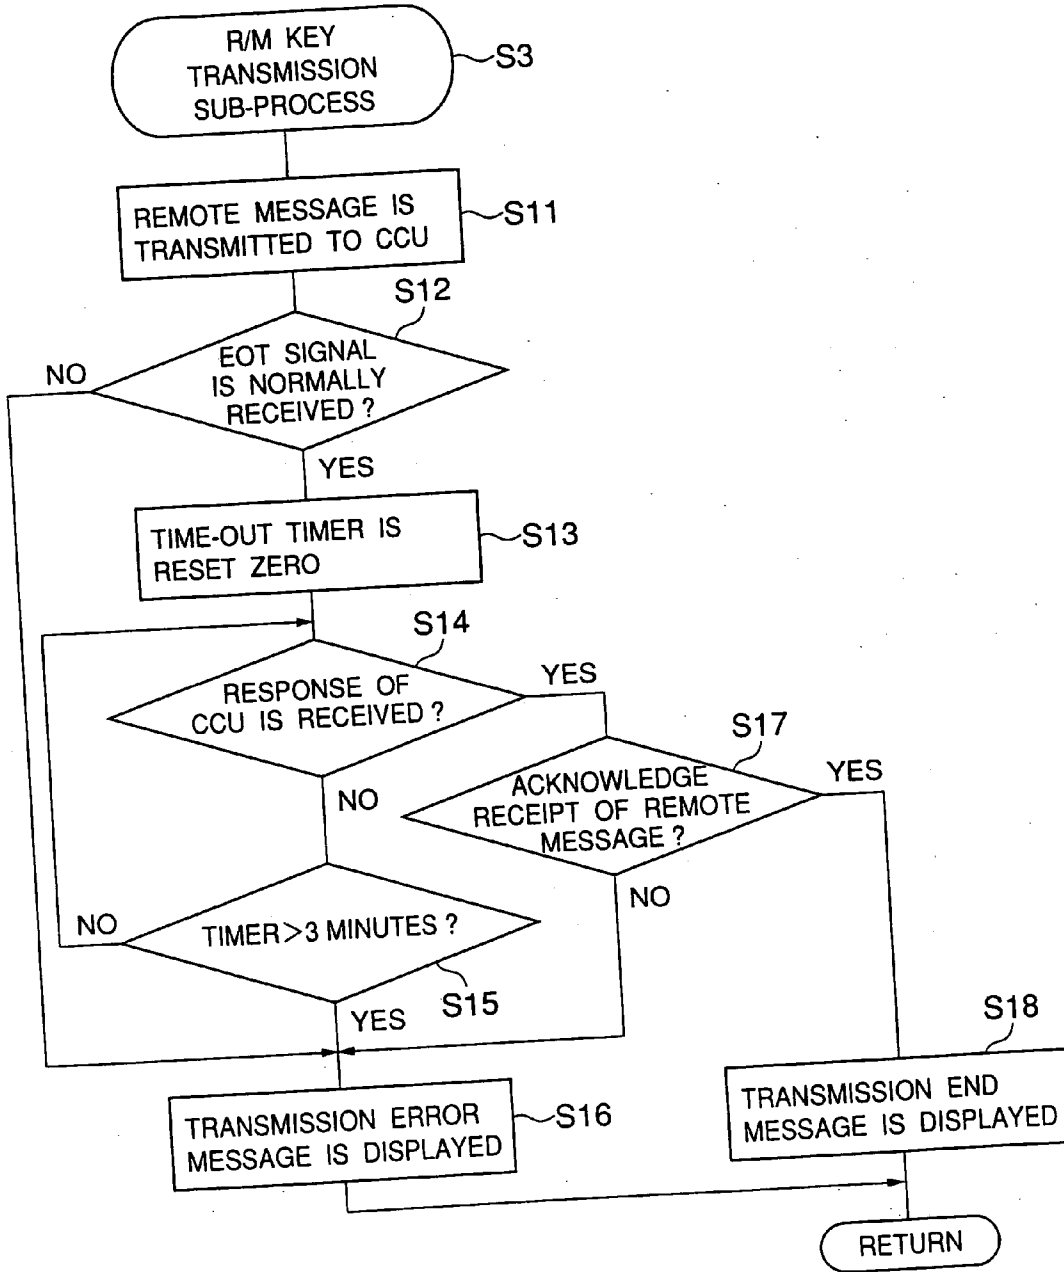 R/M KEY
TRANSMISSION
SUB-PROCESS
S3
REMOTE MESSAGE IS
TRANSMITTED TO CCU
S11
S12
EOT SIGNAL
IS NORMALLY
RECEIVED ?
NO
YES
TIME-OUT TIMER IS
RESET ZERO
S13
S14
RESPONSE OF
CCU IS RECEIVED ?
YES
NO
S17
ACKNOWLEDGE
RECEIPT OF REMOTE
MESSAGE ?
YES
NO
TIMER>3 MINUTES ?
NO
S15
YES
TRANSMISSION ERROR
MESSAGE IS DISPLAYED
S16
S18
TRANSMISSION END
MESSAGE IS DISPLAYED
RETURN